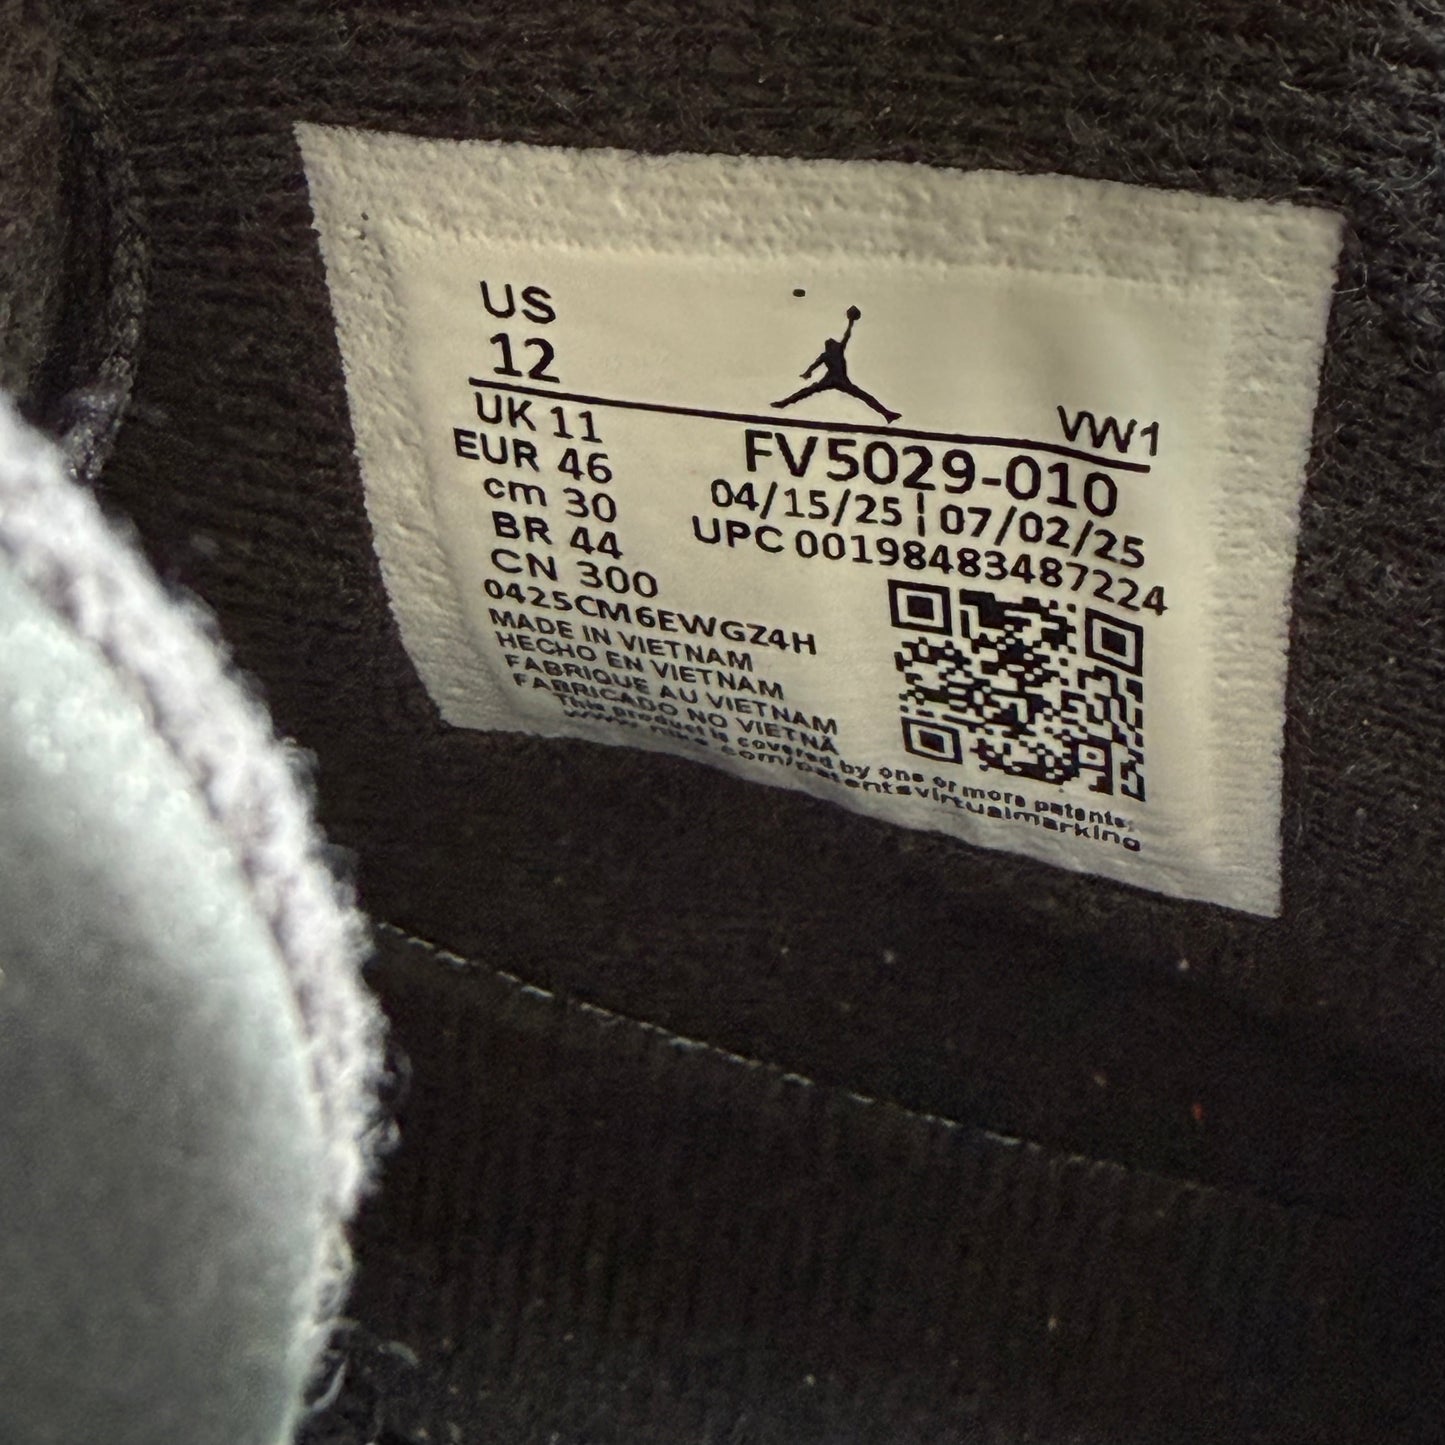 US
12
VW1
UK 11
EUR 46
cm 30
BR 44
CN 300
FV5029-010
04/15/25 ¦ 07/02/25
UPC 00198483487224
0425CM6EWGZ4H
MADE IN VIETNAM
HECHO EN VIETNAM
FABRIQUE AU VIETNAM
FABRICADO NO VIETNÃ
This product is covered by one or more patents:
www.nike.com/patentsvirtualmarking